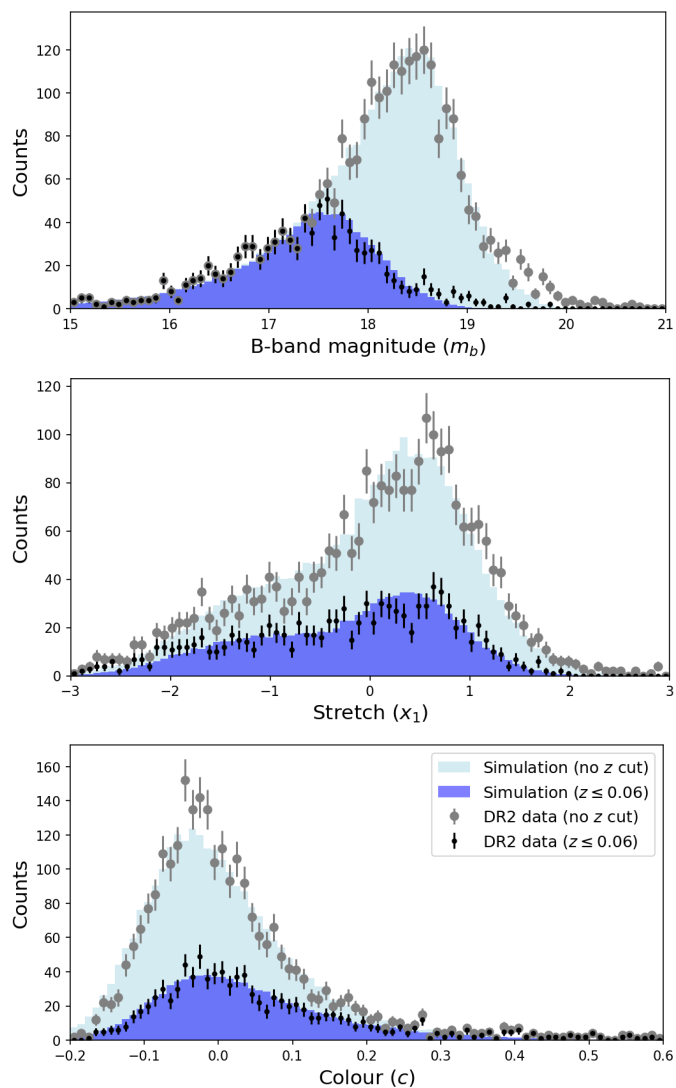 120
100
80
60
40
20
0
Counts
15 16 17 18 19 20 21
B-band magnitude (m_b)
120
100
80
60
40
20
0
Counts
−3 −2 −1 0 1 2 3
Stretch (x_1)
160
140
120
100
80
60
40
20
0
Counts
Simulation (no z cut)
Simulation (z ≤ 0.06)
DR2 data (no z cut)
DR2 data (z ≤ 0.06)
−0.2 −0.1 0.0 0.1 0.2 0.3 0.4 0.5 0.6
Colour (c)